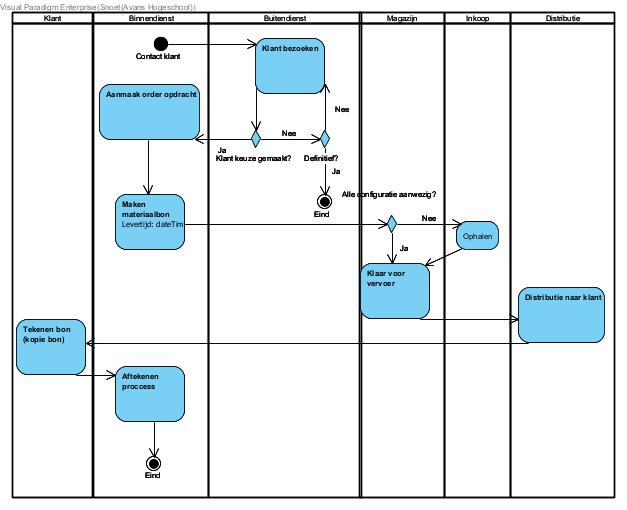 Visual Paradigm Enterprise(Snoet(Avans Hogeschool))
Klant
Binnendienst
Buitendienst
Magazijn
Inkoop
Distributie
Contact klant
Klant bezoeken
Aanmaak order opdracht
Nee
Nee
Ja
Klant keuze gemaakt?
Definitief?
Ja
Eind
Alle configuratie aanwezig?
Maken
materiaalbon
Levertijd: dateTim
Nee
Ophalen
Ja
Klaar voor
vervoer
Distributie naar klant
Tekenen bon
(kopie bon)
Aftekenen
proccess
Eind